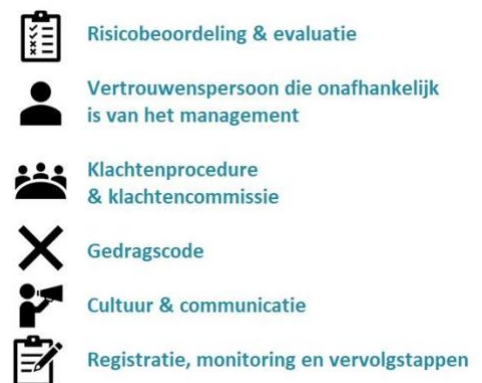 Risicobeoordeling & evaluatie
Vertrouwenspersoon die onafhankelijk
is van het management
Klachtenprocedure
& klachtencommissie
Gedragscode
Cultuur & communicatie
Registratie, monitoring en vervolgstappen